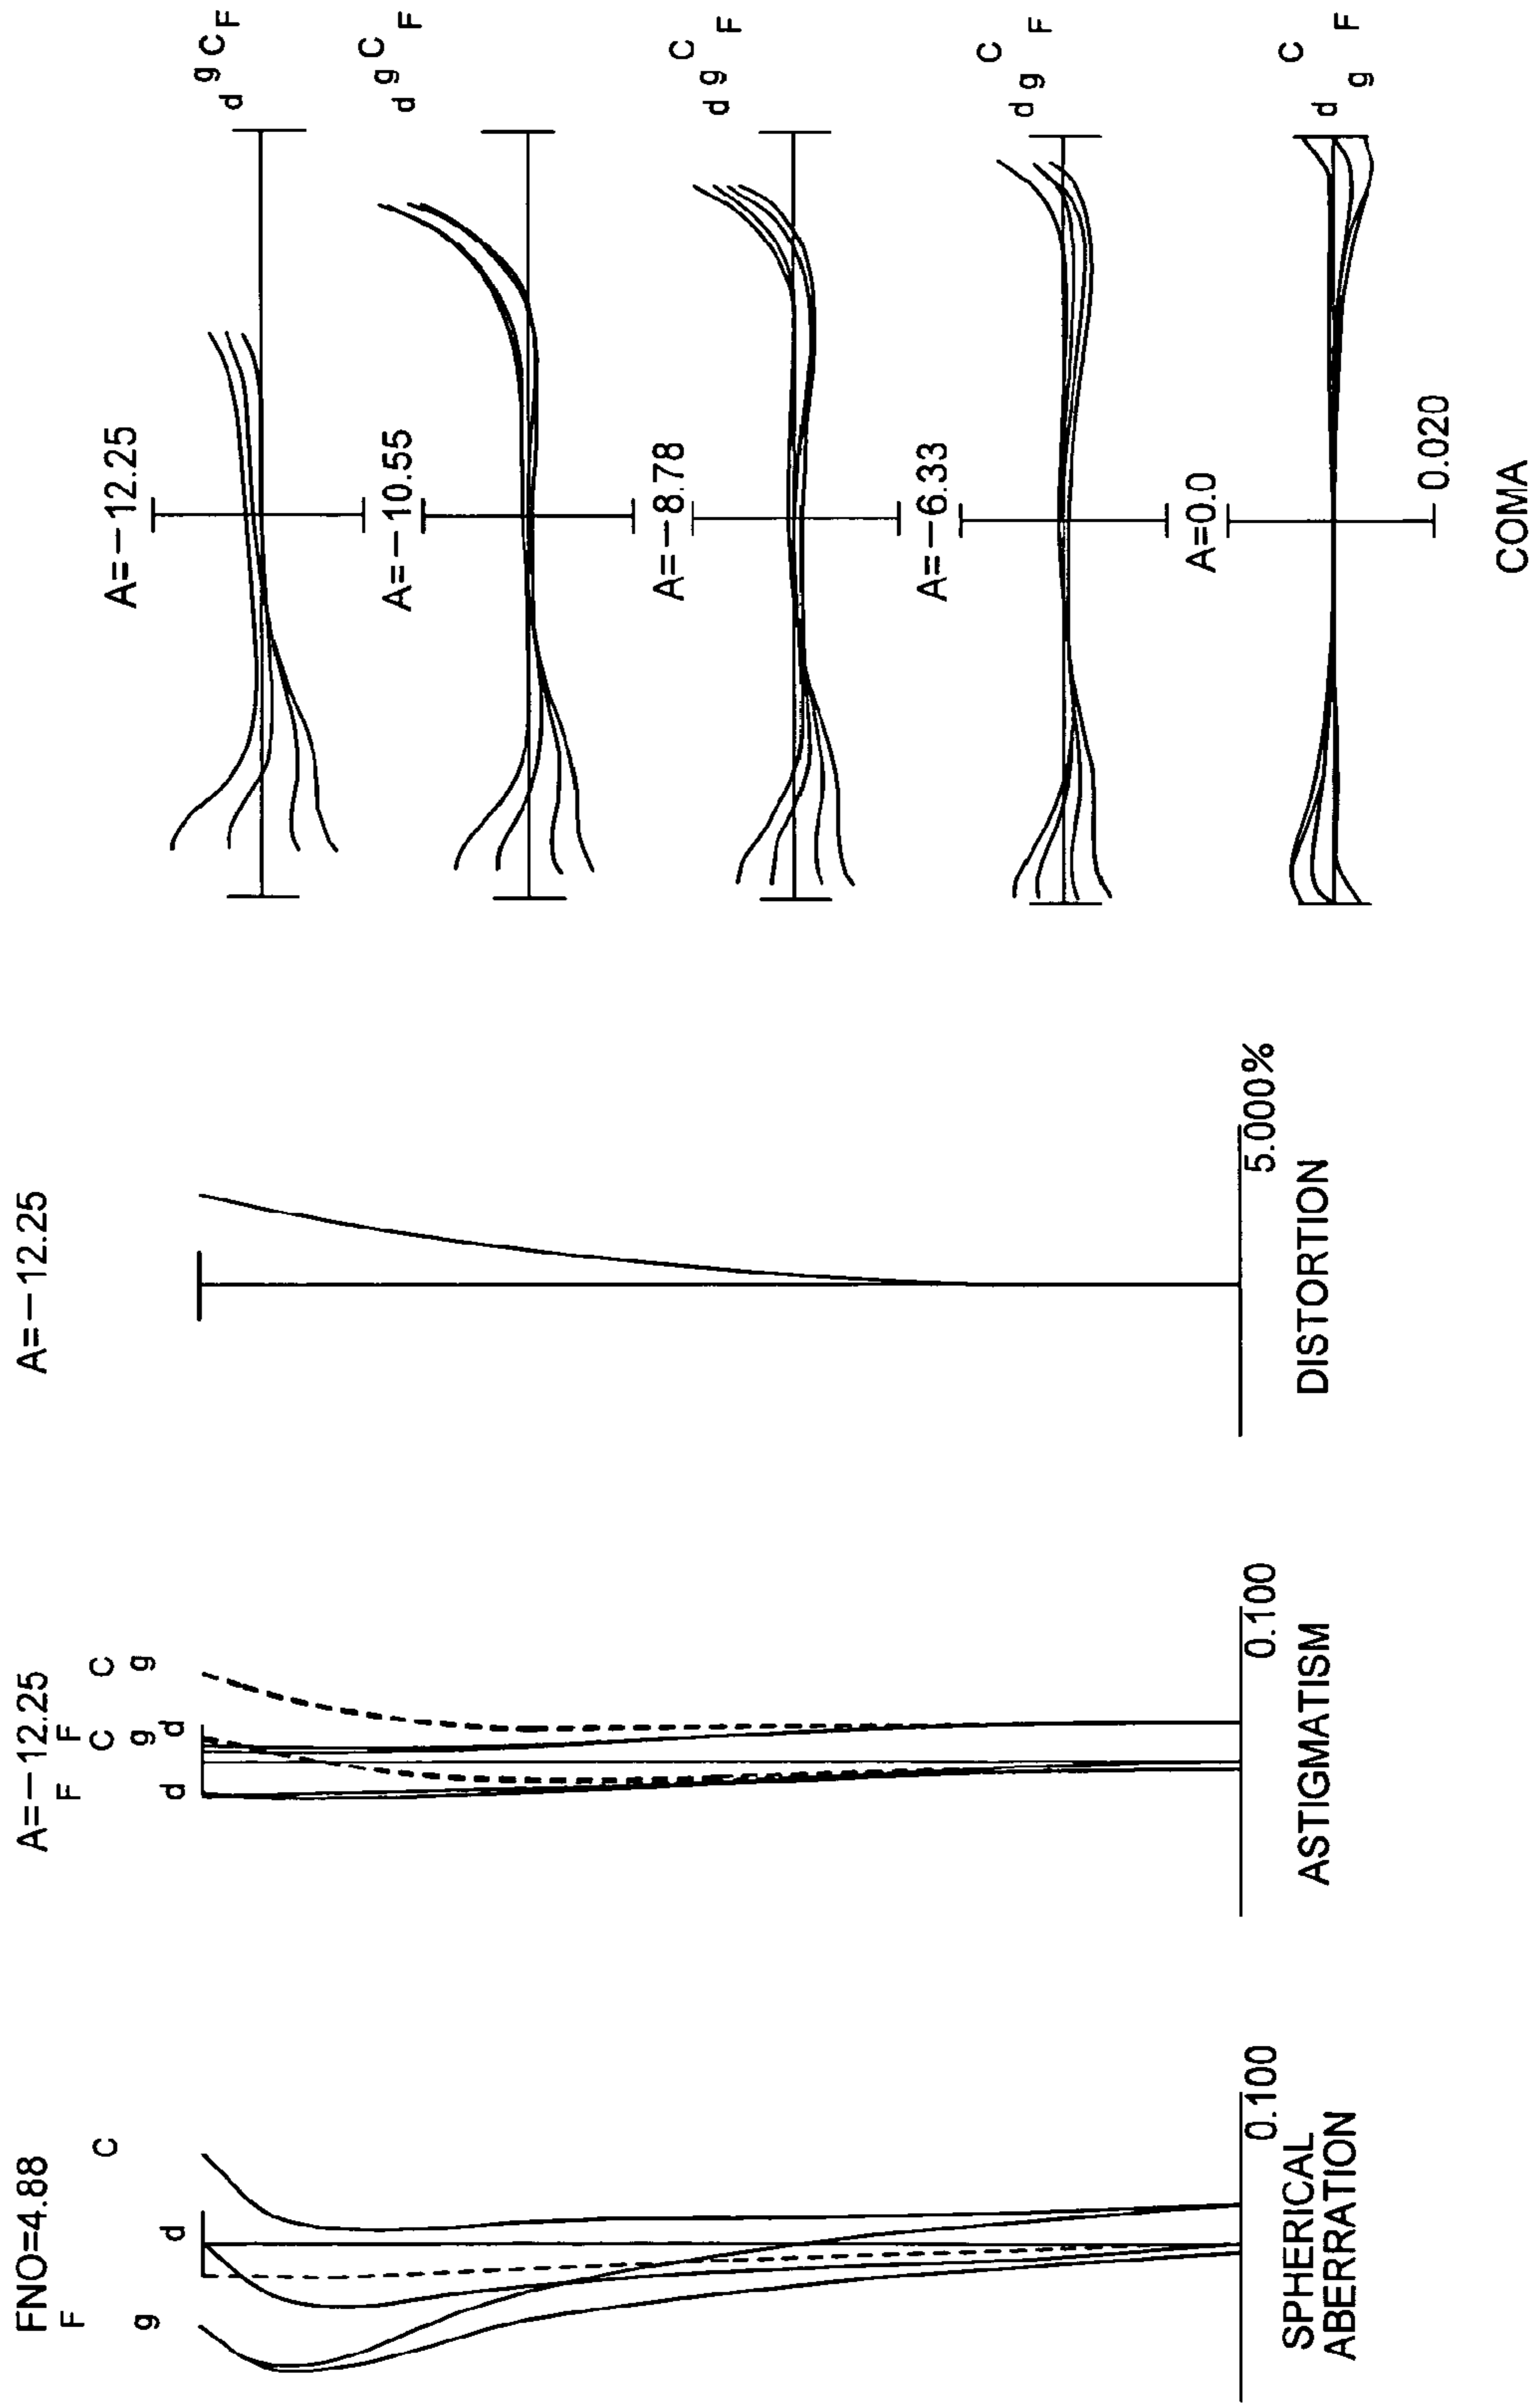 FNO=4.88
F
g
d
C
0.100
SPHERICAL
ABERRATION
A=−12.25
F
F
C
C
d
g
g
d
0.100
ASTIGMATISM
A=−12.25
5.000%
DISTORTION
A=−12.25
d g C F
A=−10.55
d g C F
A=−8.78
d g C F
A=−6.33
d g C F
A=0.0
d g C F
0.020
COMA